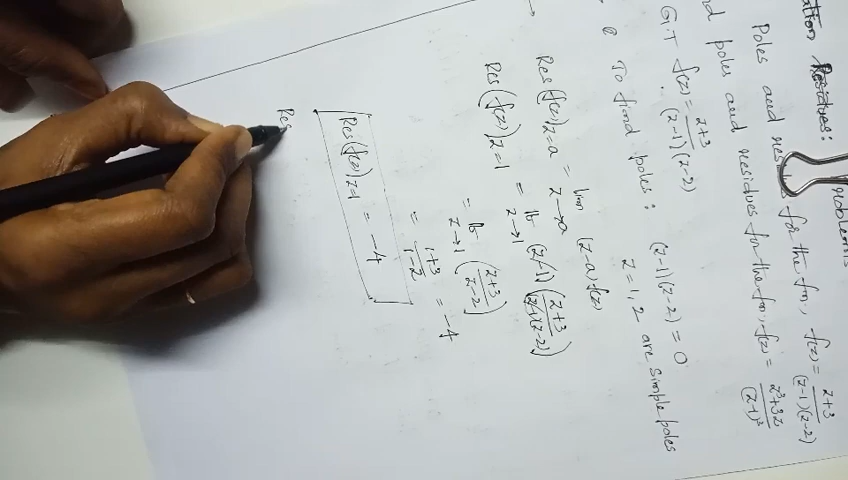 Residues: Problems
Poles and residues for the fn., f(z) = z+3/(z-1)(z-2)
poles and residues for the fn., f(z) = z³+3z/(z-1)²
G.T f(z) = z+3/(z-1)(z-2)
To find poles: (z-1)(z-2) = 0
z = 1, 2 are simple poles
Res(f(z))z=a = lim z→a (z-a) f(z)
Res(f(z))z=1 = lt z→1 (z-1) (z+3/(z-1)(z-2))
= lt z→1 (z+3/z-2)
= 1+3/1-2 = -4
Res(f(z))z=1 = -4
Res